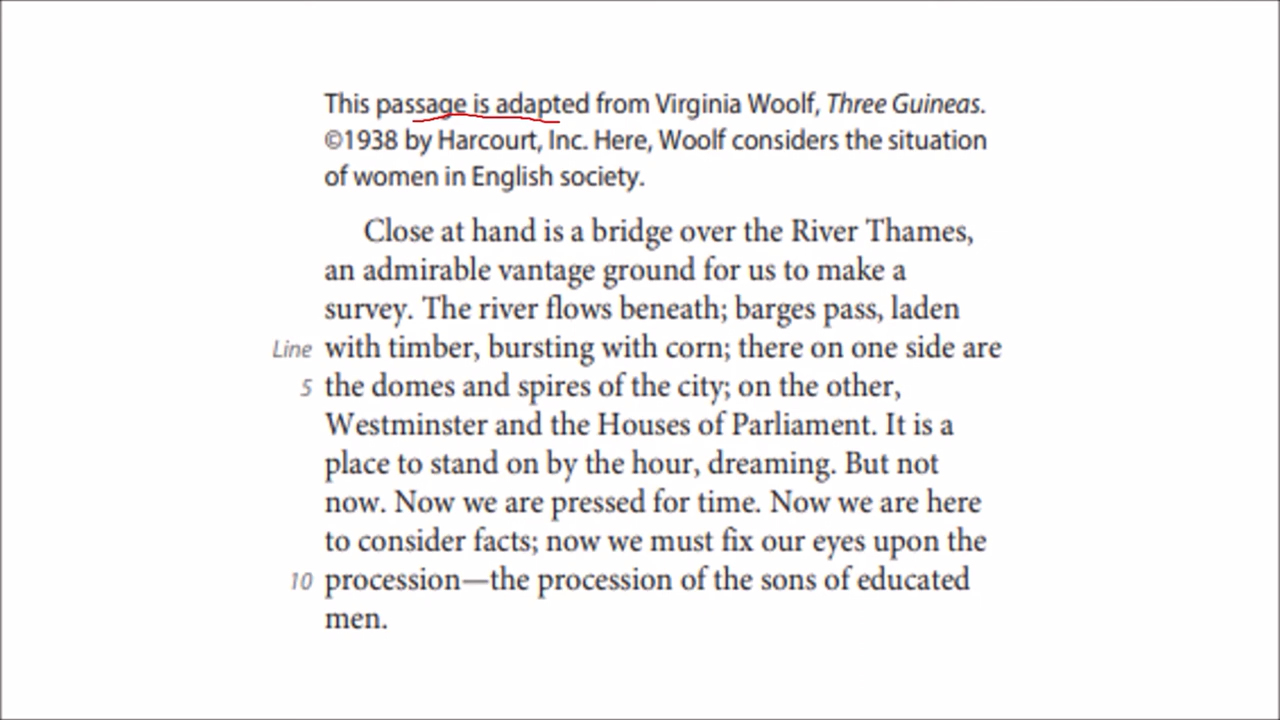 This passage is adapted from Virginia Woolf, Three Guineas.
©1938 by Harcourt, Inc. Here, Woolf considers the situation
of women in English society.
Close at hand is a bridge over the River Thames,
an admirable vantage ground for us to make a
survey. The river flows beneath; barges pass, laden
Line with timber, bursting with corn; there on one side are
5 the domes and spires of the city; on the other,
Westminster and the Houses of Parliament. It is a
place to stand on by the hour, dreaming. But not
now. Now we are pressed for time. Now we are here
to consider facts; now we must fix our eyes upon the
10 procession—the procession of the sons of educated
men.